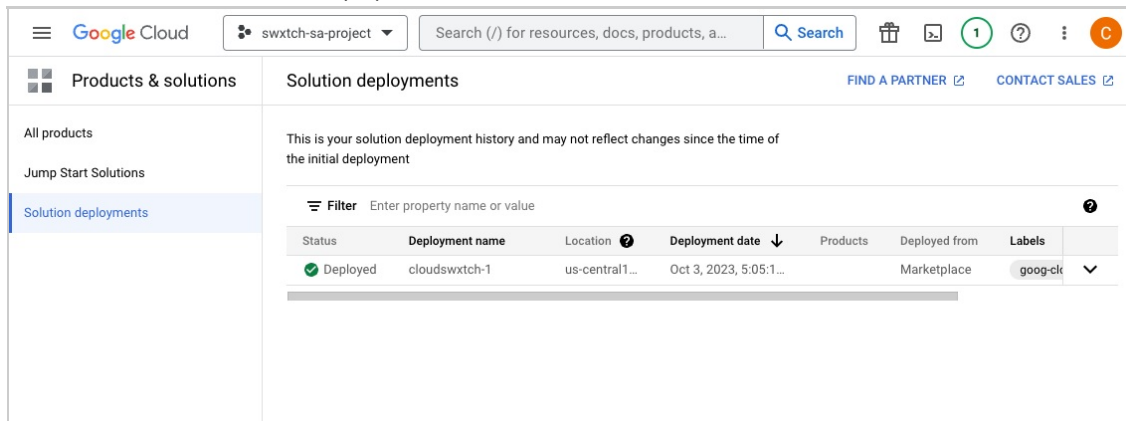 Google Cloud
swxtch-sa-project
Search (/) for resources, docs, products, a...
Search
1
C
Products & solutions
Solution deployments
FIND A PARTNER
CONTACT SALES
All products
Jump Start Solutions
Solution deployments
This is your solution deployment history and may not reflect changes since the time of
the initial deployment
Filter Enter property name or value
Status Deployment name Location Deployment date Products Deployed from Labels
Deployed cloudswxtch-1 us-central1... Oct 3, 2023, 5:05:1... Marketplace goog-clo